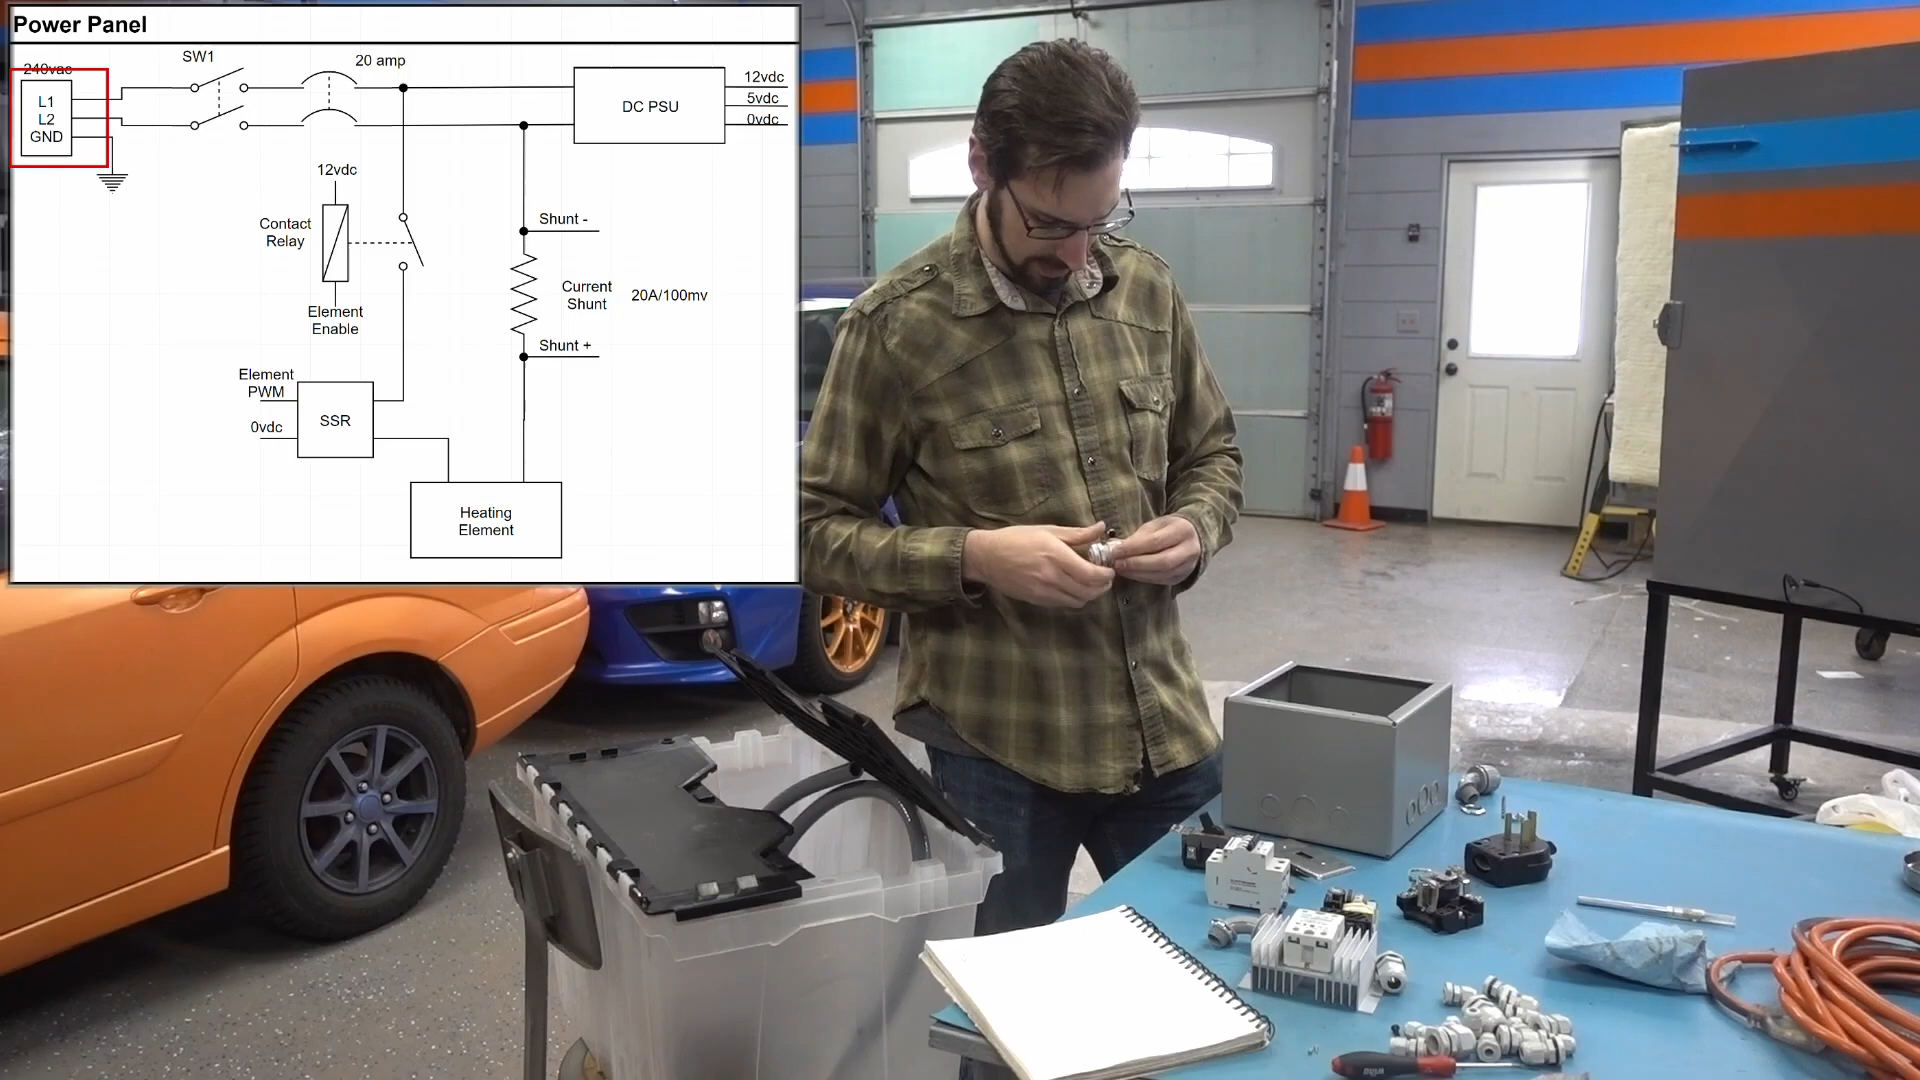 Power Panel
240vac
L1
L2
GND
SW1
20 amp
DC PSU
12vdc
5vdc
0vdc
12vdc
Contact
Relay
Element
Enable
Shunt -
Current
Shunt
20A/100mv
Shunt +
Element
PWM
0vdc
SSR
Heating
Element